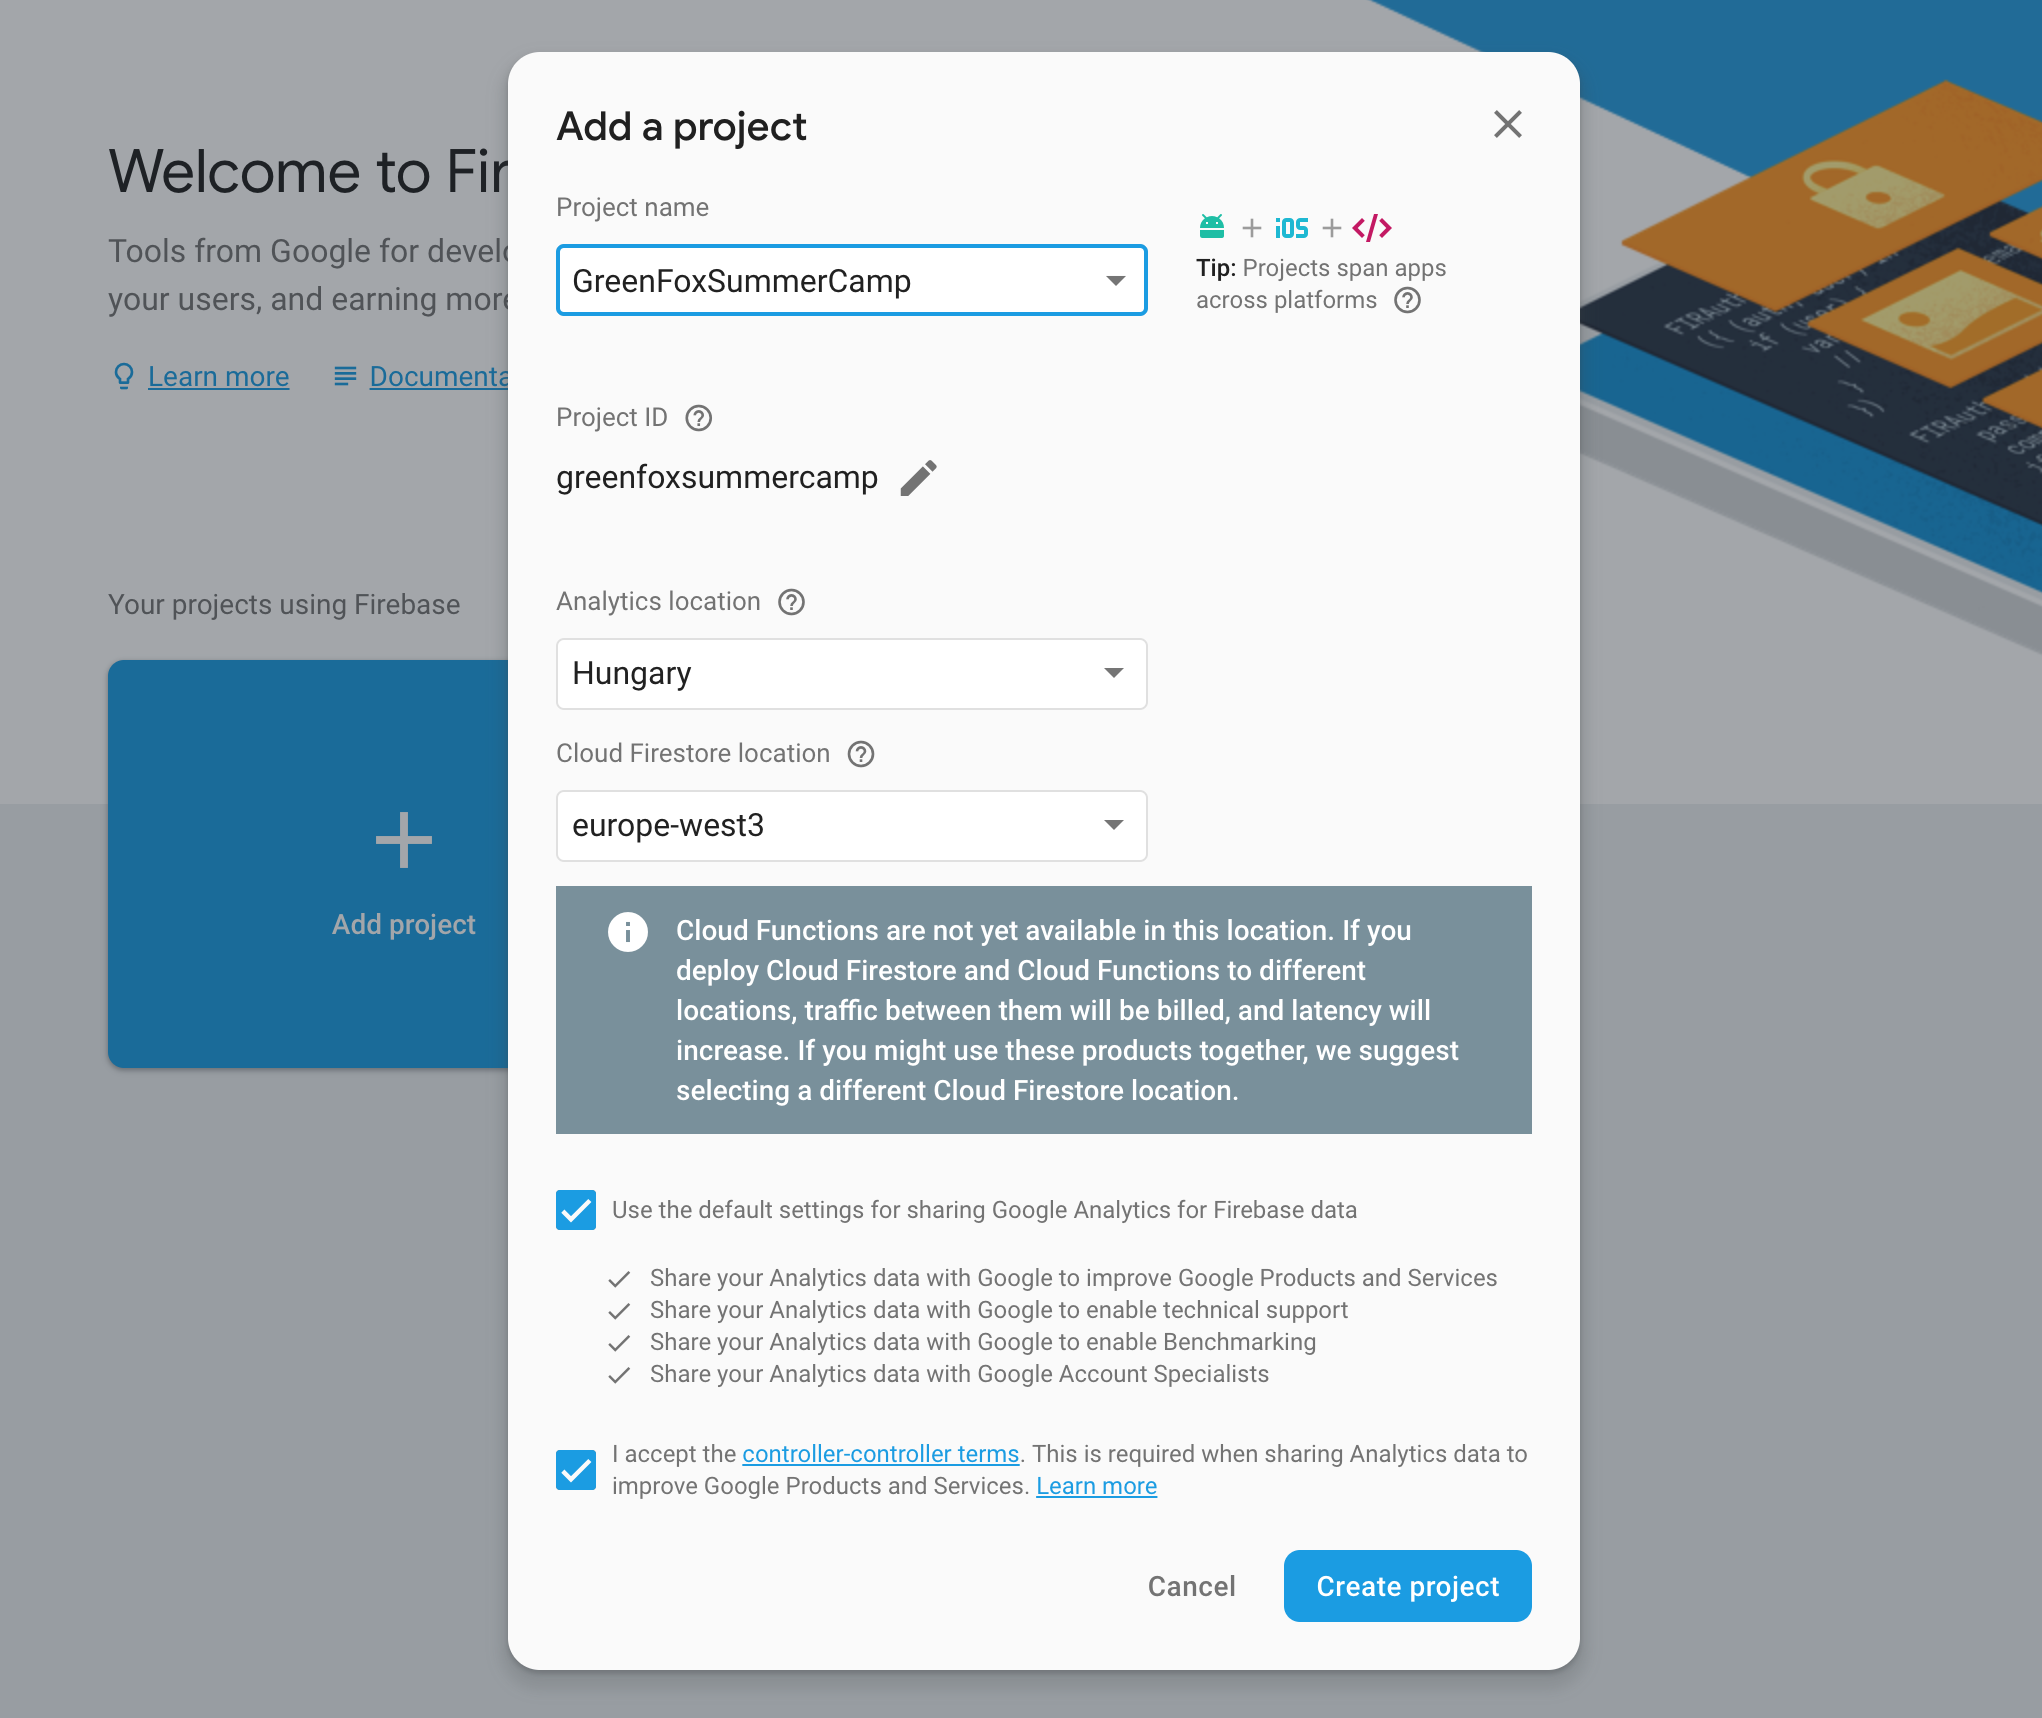 Welcome to Fir
Tools from Google for develo
your users, and earning more
Learn more
Documenta
Your projects using Firebase
Add project
Add a project
Project name
GreenFoxSummerCamp
+ iOS + </>
Tip: Projects span apps
across platforms
Project ID
greenfoxsummercamp
Analytics location
Hungary
Cloud Firestore location
europe-west3
Cloud Functions are not yet available in this location. If you
deploy Cloud Firestore and Cloud Functions to different
locations, traffic between them will be billed, and latency will
increase. If you might use these products together, we suggest
selecting a different Cloud Firestore location.
Use the default settings for sharing Google Analytics for Firebase data
Share your Analytics data with Google to improve Google Products and Services
Share your Analytics data with Google to enable technical support
Share your Analytics data with Google to enable Benchmarking
Share your Analytics data with Google Account Specialists
I accept the controller-controller terms. This is required when sharing Analytics data to
improve Google Products and Services. Learn more
Cancel
Create project